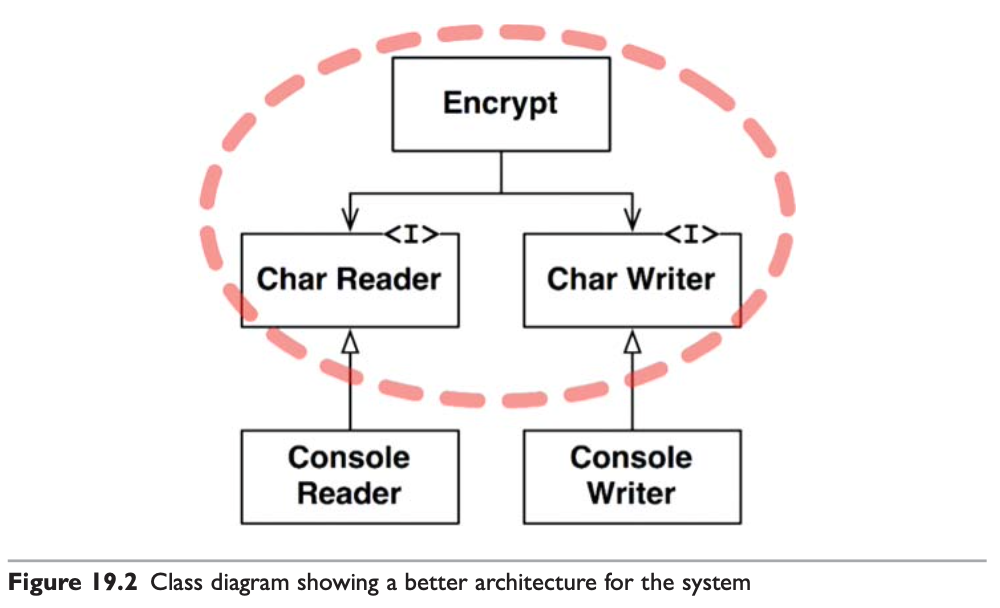 Encrypt
<I>
<I>
Char Reader
Char Writer
Console
Reader
Console
Writer
Figure 19.2 Class diagram showing a better architecture for the system